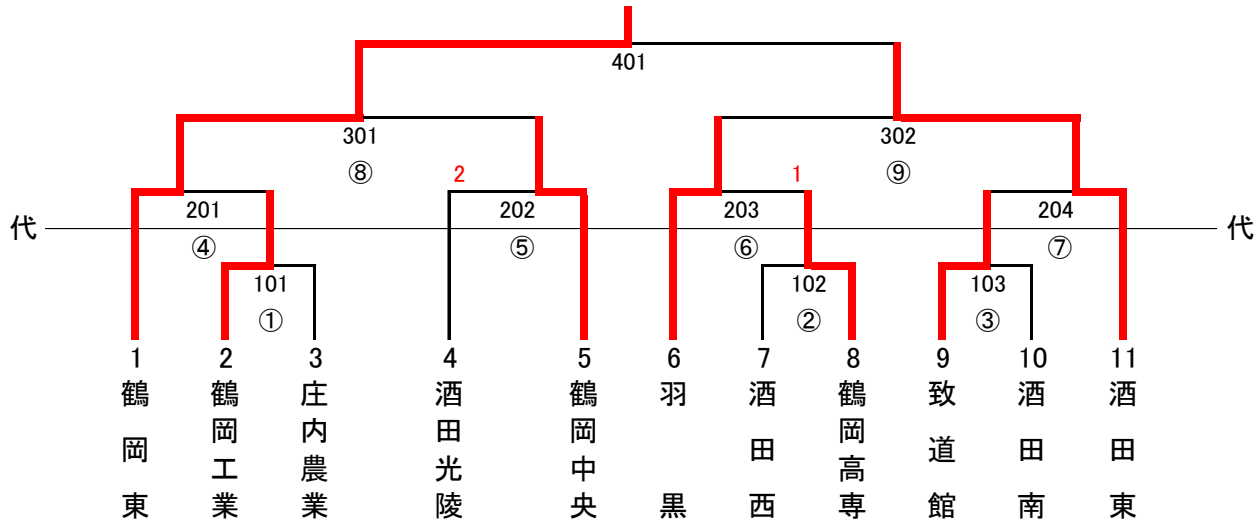 401
301 302
⑧ 2 1 ⑨
201 202 203 204
代 代
④ ⑤ ⑥ ⑦
101 102 103
① ② ③
1 2 3 4 5 6 7 8 9 10 11
鶴岡東
鶴岡工業
庄内農業
酒田光陵
鶴岡中央
羽黒
酒田西
鶴岡高専
致道館
酒田南
酒田東